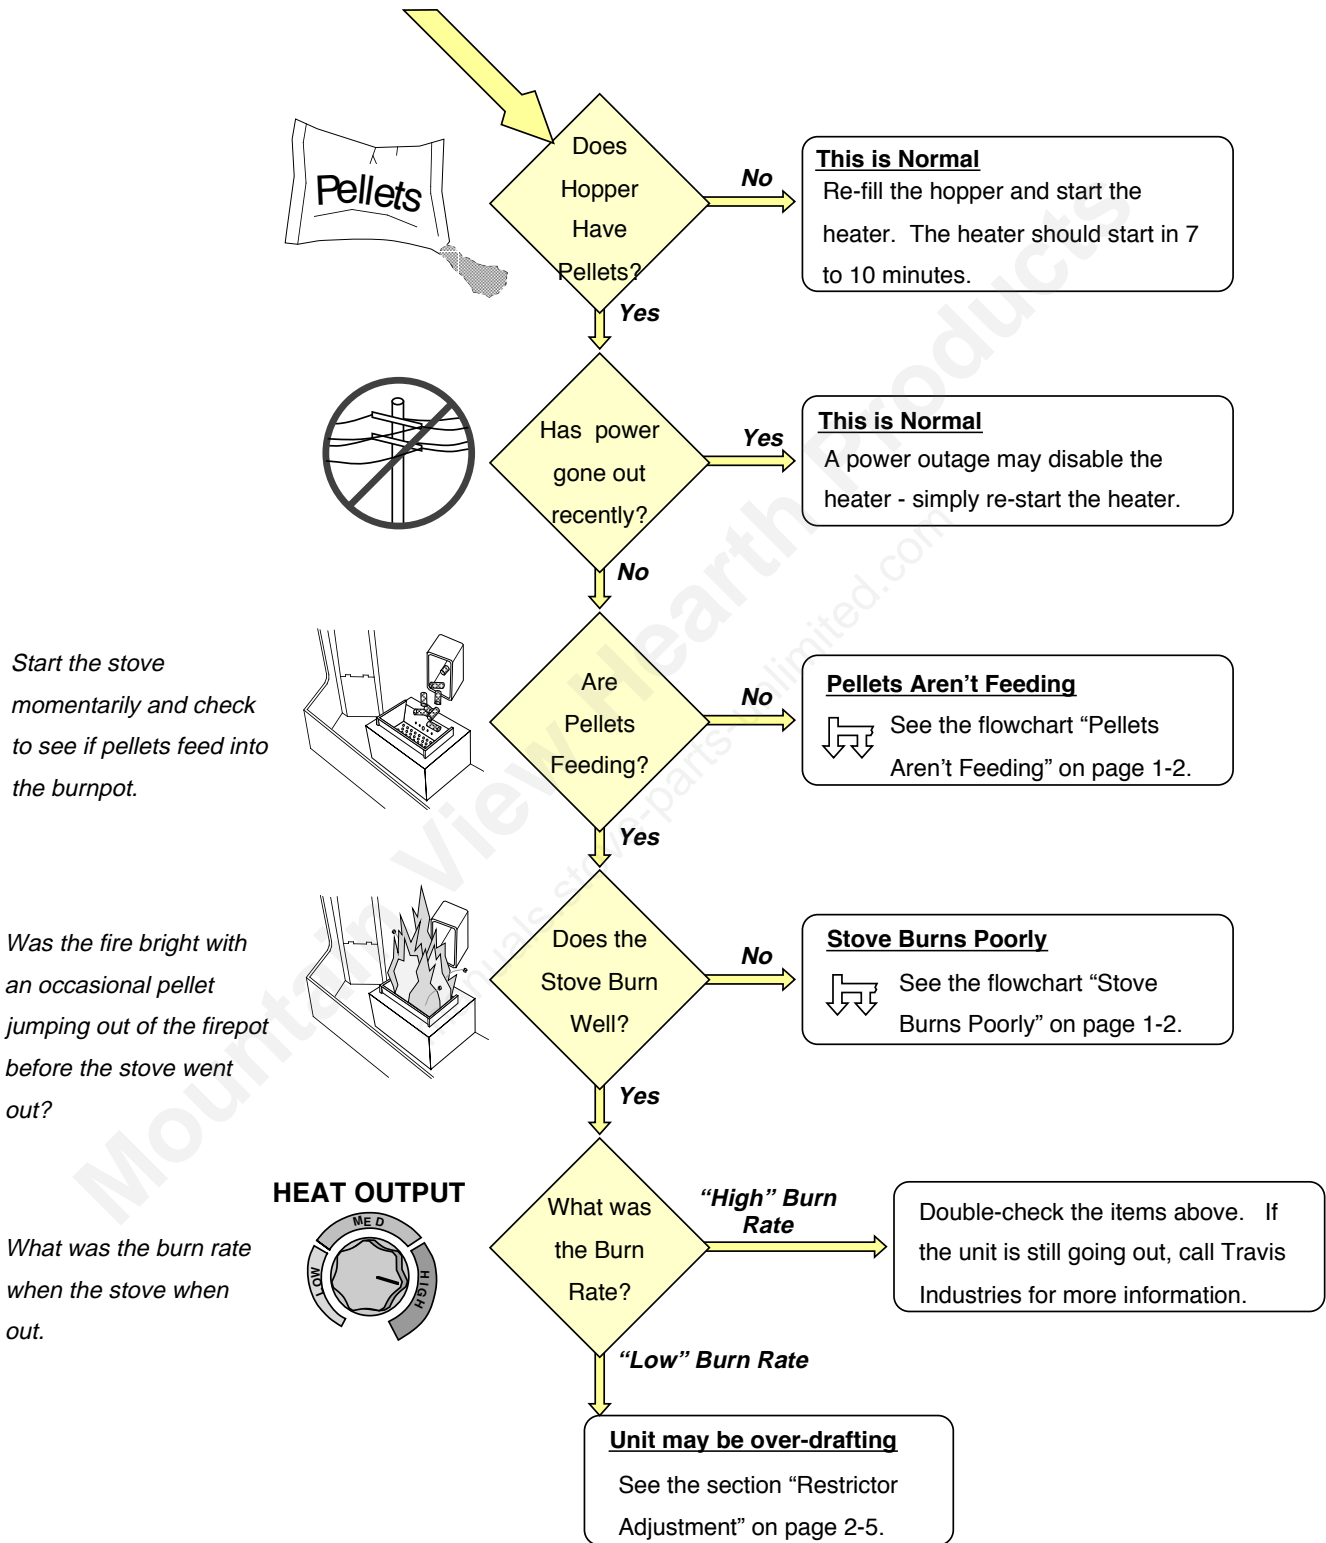 Pellets
Does
Hopper
Have
Pellets?
No
This is Normal
Re-fill the hopper and start the
heater.  The heater should start in 7
to 10 minutes.
Yes
Has  power
gone out
recently?
Yes
This is Normal
A power outage may disable the
heater - simply re-start the heater.
No
Start the stove
momentarily and check
to see if pellets feed into
the burnpot.
Are
Pellets
Feeding?
No
Pellets Aren't Feeding
See the flowchart “Pellets
Aren't Feeding” on page 1-2.
Yes
Was the fire bright with
an occasional pellet
jumping out of the firepot
before the stove went
out?
Does the
Stove Burn
Well?
No
Stove Burns Poorly
See the flowchart “Stove
Burns Poorly” on page 1-2.
Yes
What was the burn rate
when the stove when
out.
HEAT OUTPUT
LOW
MED
HIGH
What was
the Burn
Rate?
“High” Burn
Rate
Double-check the items above.   If
the unit is still going out, call Travis
Industries for more information.
“Low” Burn Rate
Unit may be over-drafting
See the section “Restrictor
Adjustment” on page 2-5.
Mountain View Hearth Products